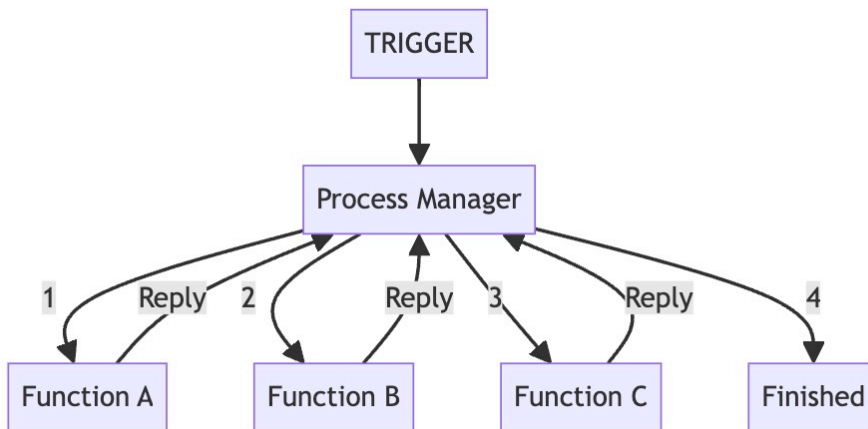 TRIGGER
Process Manager
1
Reply
2
Reply
3
Reply
4
Function A
Function B
Function C
Finished